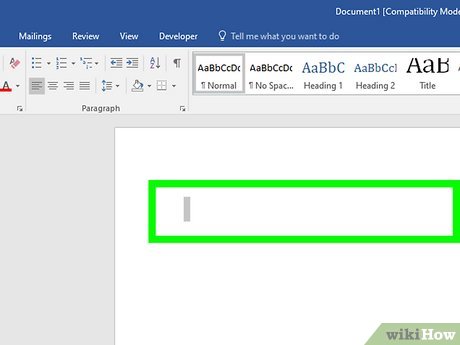 Document1 [Compatibility Mode
Mailings Review View Developer Tell me what you want to do
AaBbCcDc AaBbCcDc AaBbC AaBbCcl AaB
¶ Normal ¶ No Spac... Heading 1 Heading 2 Title
Paragraph
wikiHow